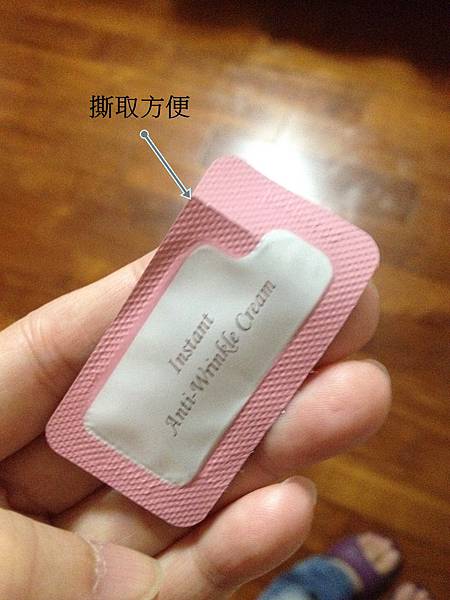 撕取方便
Instant
Anti-Wrinkle Cream